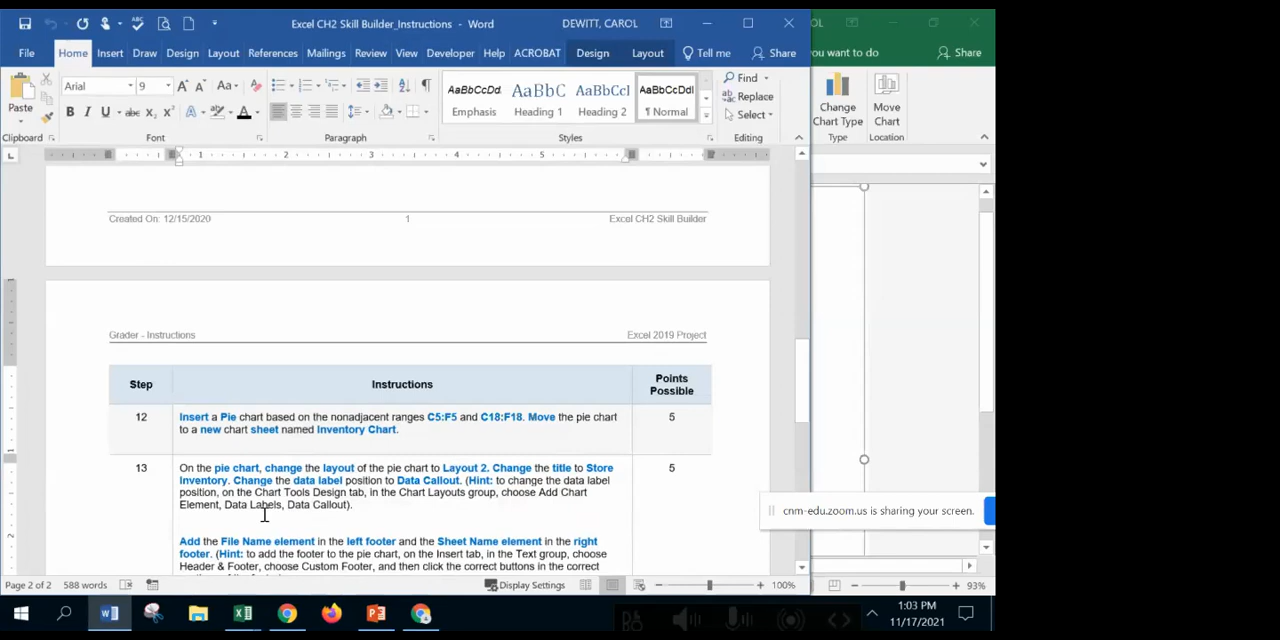 Excel CH2 Skill Builder_Instructions - Word
DEWITT, CAROL
OL
File Home Insert Draw Design Layout References Mailings Review View Developer Help ACROBAT Design Layout Tell me Share
you want to do Share
Paste
Clipboard
Arial 9
Font
Paragraph
AaBbCcDd AaBbC AaBbCcI AaBbCcDdI
Emphasis Heading 1 Heading 2 ¶ Normal
Styles
Find
Replace
Select
Editing
Change Chart Type
Type
Move Chart
Location
Created On: 12/15/2020 1 Excel CH2 Skill Builder
Grader - Instructions Excel 2019 Project
Step Instructions Points Possible
12 Insert a Pie chart based on the nonadjacent ranges C5:F5 and C18:F18. Move the pie chart 5
to a new chart sheet named Inventory Chart.
13 On the pie chart, change the layout of the pie chart to Layout 2. Change the title to Store 5
Inventory. Change the data label position to Data Callout. (Hint: to change the data label
position, on the Chart Tools Design tab, in the Chart Layouts group, choose Add Chart
Element, Data Labels, Data Callout).
Add the File Name element in the left footer and the Sheet Name element in the right
footer. (Hint: to add the footer to the pie chart, on the Insert tab, in the Text group, choose
Header & Footer, choose Custom Footer, and then click the correct buttons in the correct
cnm-edu.zoom.us is sharing your screen.
Page 2 of 2 588 words Display Settings 100%
93%
1:03 PM
11/17/2021